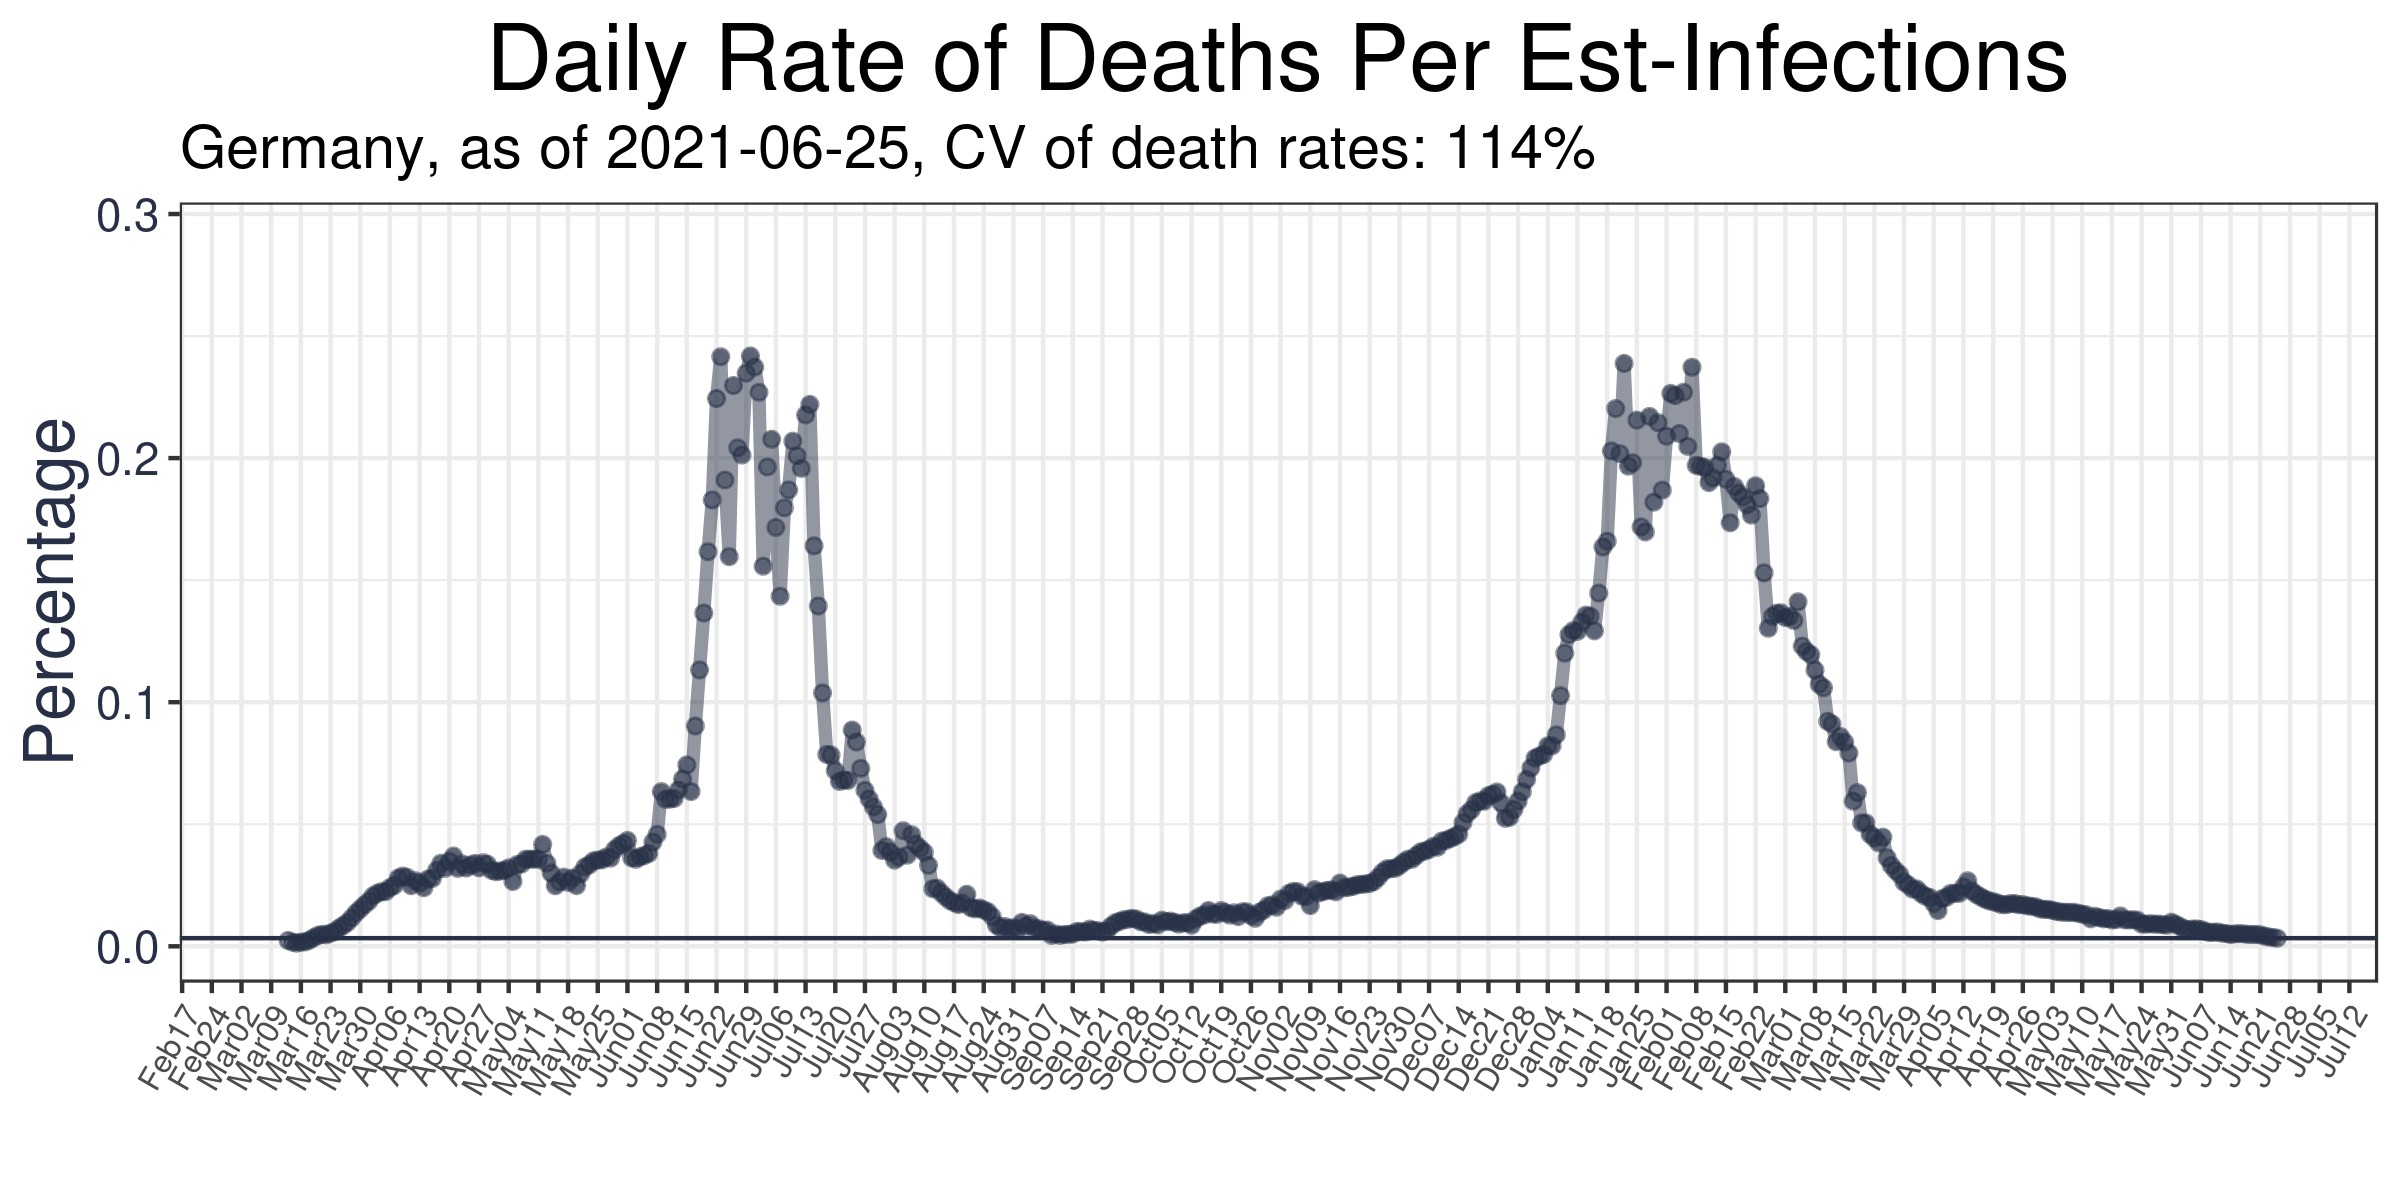 Daily Rate of Deaths Per Est-Infections
Germany, as of 2021-06-25, CV of death rates: 114%
Percentage
0.3
0.2
0.1
0.0
Feb17 Feb24 Mar02 Mar09 Mar16 Mar23 Mar30 Apr06 Apr13 Apr20 Apr27 May04 May11 May18 May25 Jun01 Jun08 Jun15 Jun22 Jun29 Jul06 Jul13 Jul20 Jul27 Aug03 Aug10 Aug17 Aug24 Aug31 Sep07 Sep14 Sep21 Sep28 Oct05 Oct12 Oct19 Oct26 Nov02 Nov09 Nov16 Nov23 Nov30 Dec07 Dec14 Dec21 Dec28 Jan04 Jan11 Jan18 Jan25 Feb01 Feb08 Feb15 Feb22 Mar01 Mar08 Mar15 Mar22 Mar29 Apr05 Apr12 Apr19 Apr26 May03 May10 May17 May24 May31 Jun07 Jun14 Jun21 Jun28 Jul05 Jul12